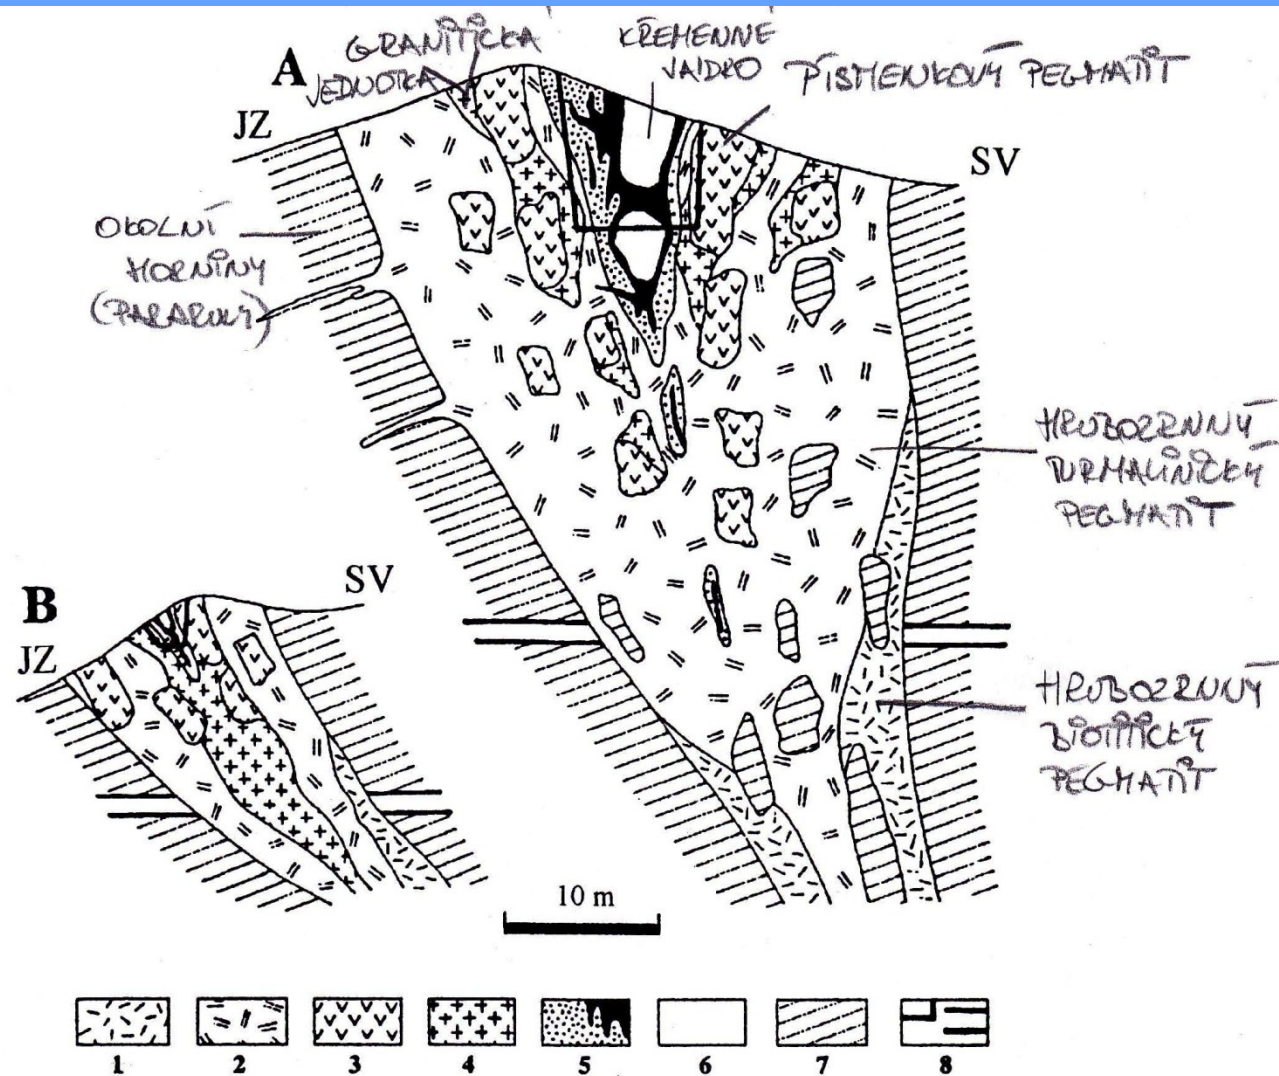 A
GRANITICKÁ
JEDNOTKA
KŘEMENNÉ
JÁDRO
PÍSMENKOVÝ PEGMATIT
JZ
SV
OKOLNÍ
HORNINY
(PARARULY)
HRUBOZRNNÝ
TURMALINICKÝ
PEGMATIT
B
JZ
SV
HRUBOZRNNÝ
BIOTITICKÝ
PEGMATIT
10 m
1 2 3 4 5 6 7 8